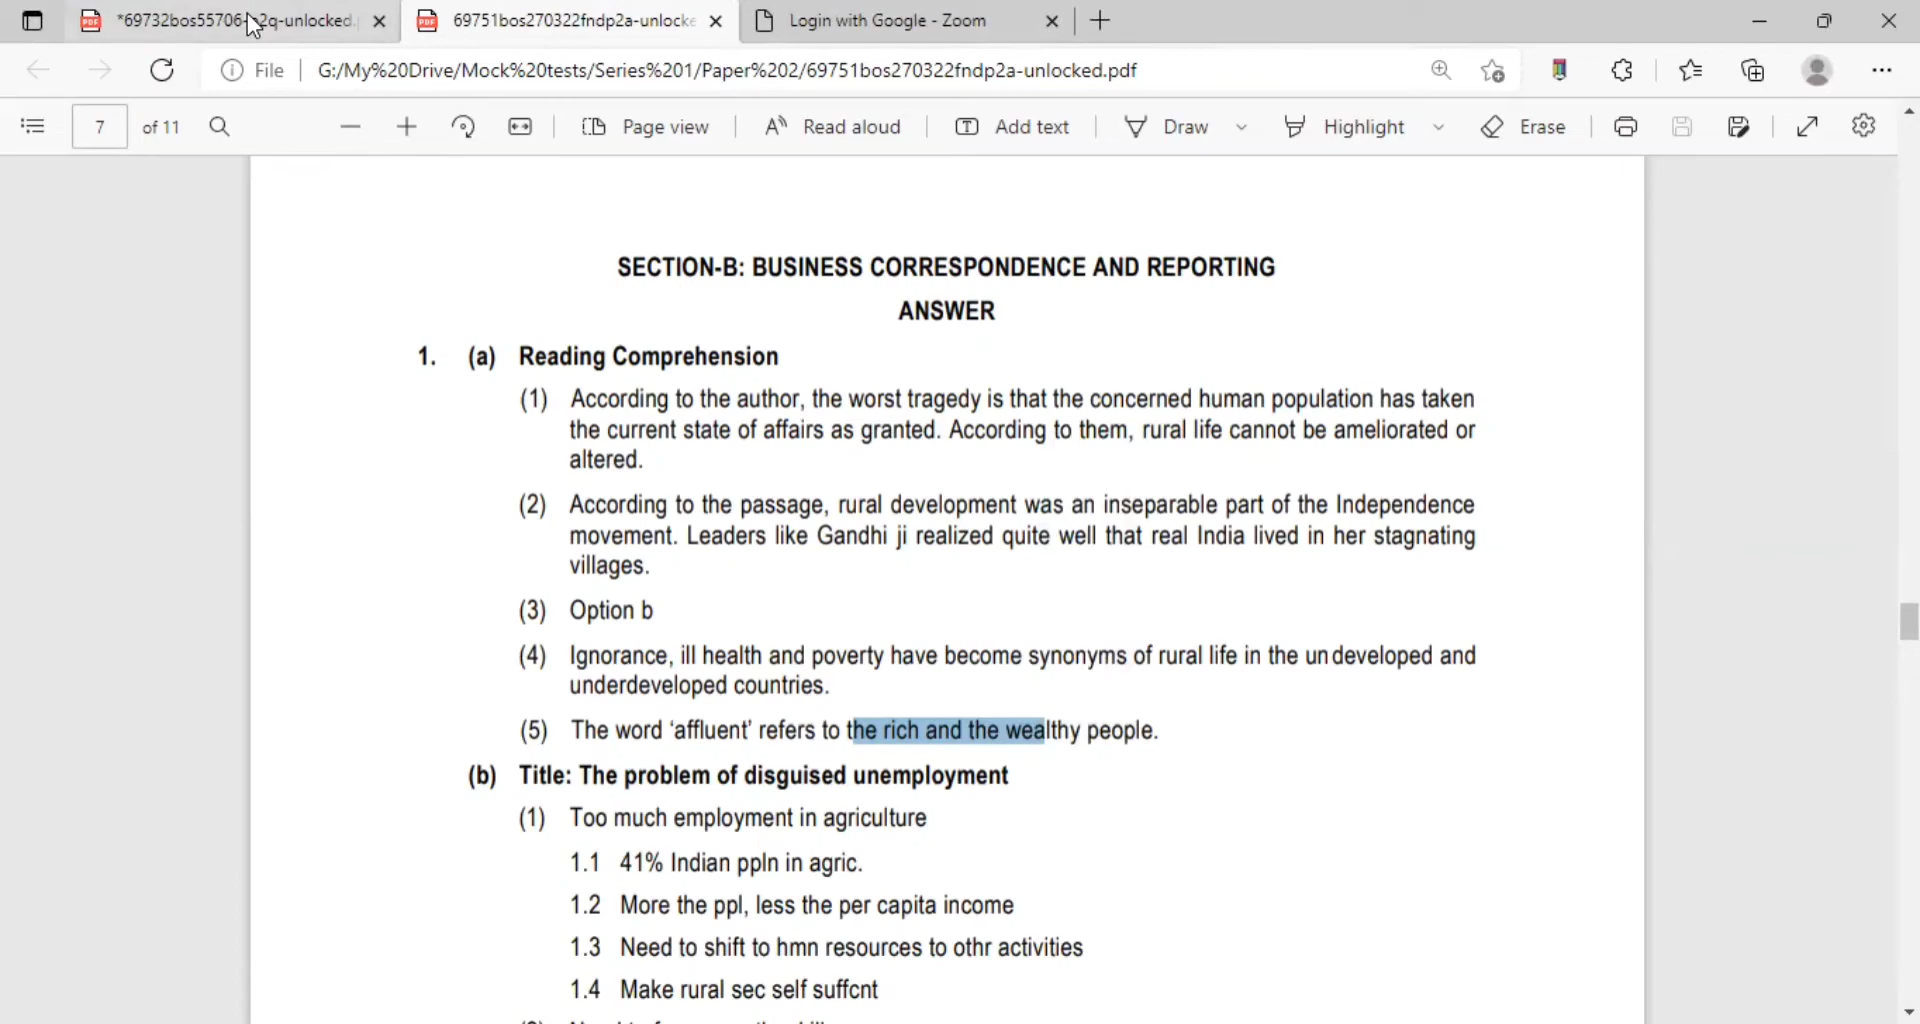 *69732bos55706 2q-unlocked.
69751bos270322fndp2a-unlocke
Login with Google - Zoom
File
G:/My%20Drive/Mock%20tests/Series%201/Paper%202/69751bos270322fndp2a-unlocked.pdf
7 of 11
Page view
Read aloud
Add text
Draw
Highlight
Erase
SECTION-B: BUSINESS CORRESPONDENCE AND REPORTING
ANSWER
1. (a) Reading Comprehension
(1) According to the author, the worst tragedy is that the concerned human population has taken
the current state of affairs as granted. According to them, rural life cannot be ameliorated or
altered.
(2) According to the passage, rural development was an inseparable part of the Independence
movement. Leaders like Gandhi ji realized quite well that real India lived in her stagnating
villages.
(3) Option b
(4) Ignorance, ill health and poverty have become synonyms of rural life in the undeveloped and
underdeveloped countries.
(5) The word ‘affluent’ refers to the rich and the wealthy people.
(b) Title: The problem of disguised unemployment
(1) Too much employment in agriculture
1.1 41% Indian ppln in agric.
1.2 More the ppl, less the per capita income
1.3 Need to shift to hmn resources to othr activities
1.4 Make rural sec self suffcnt